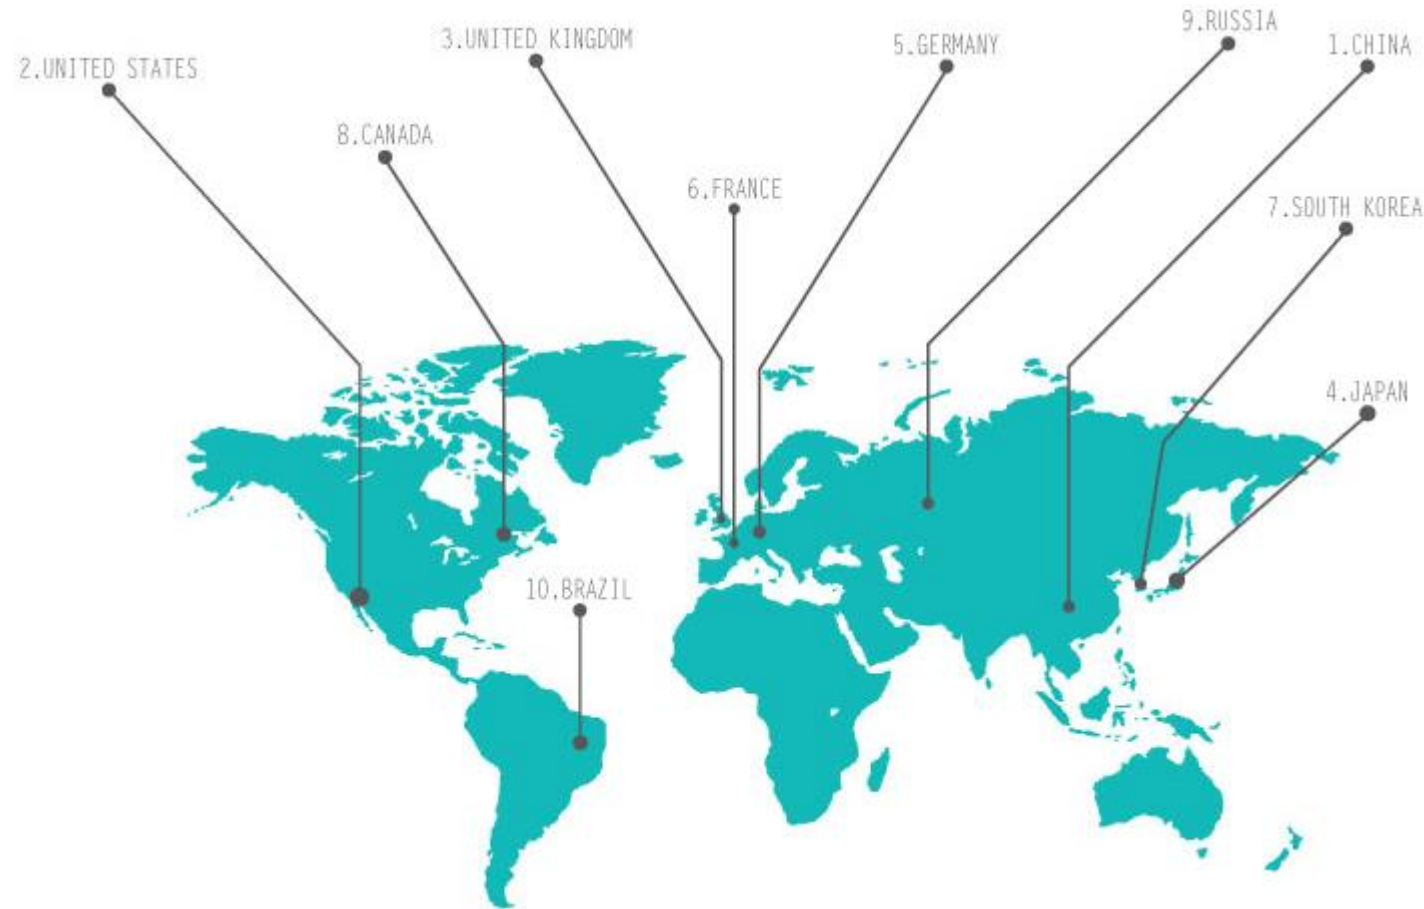 9.RUSSIA
3.UNITED KINGDOM
5.GERMANY
1.CHINA
2.UNITED STATES
8.CANADA
6.FRANCE
7.SOUTH KOREA
4.JAPAN
10.BRAZIL